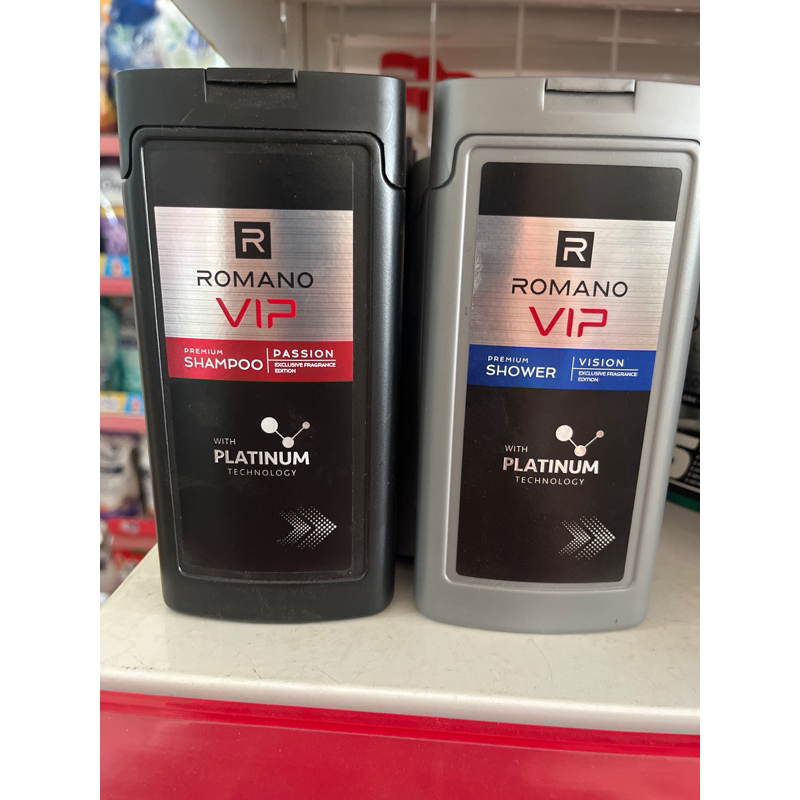 R
ROMANO
VIP
PREMIUM
SHAMPOO
PASSION
EXCLUSIVE FRAGRANCE
EDITION
WITH
PLATINUM
TECHNOLOGY
R
ROMANO
VIP
PREMIUM
SHOWER
VISION
EXCLUSIVE FRAGRANCE
EDITION
WITH
PLATINUM
TECHNOLOGY